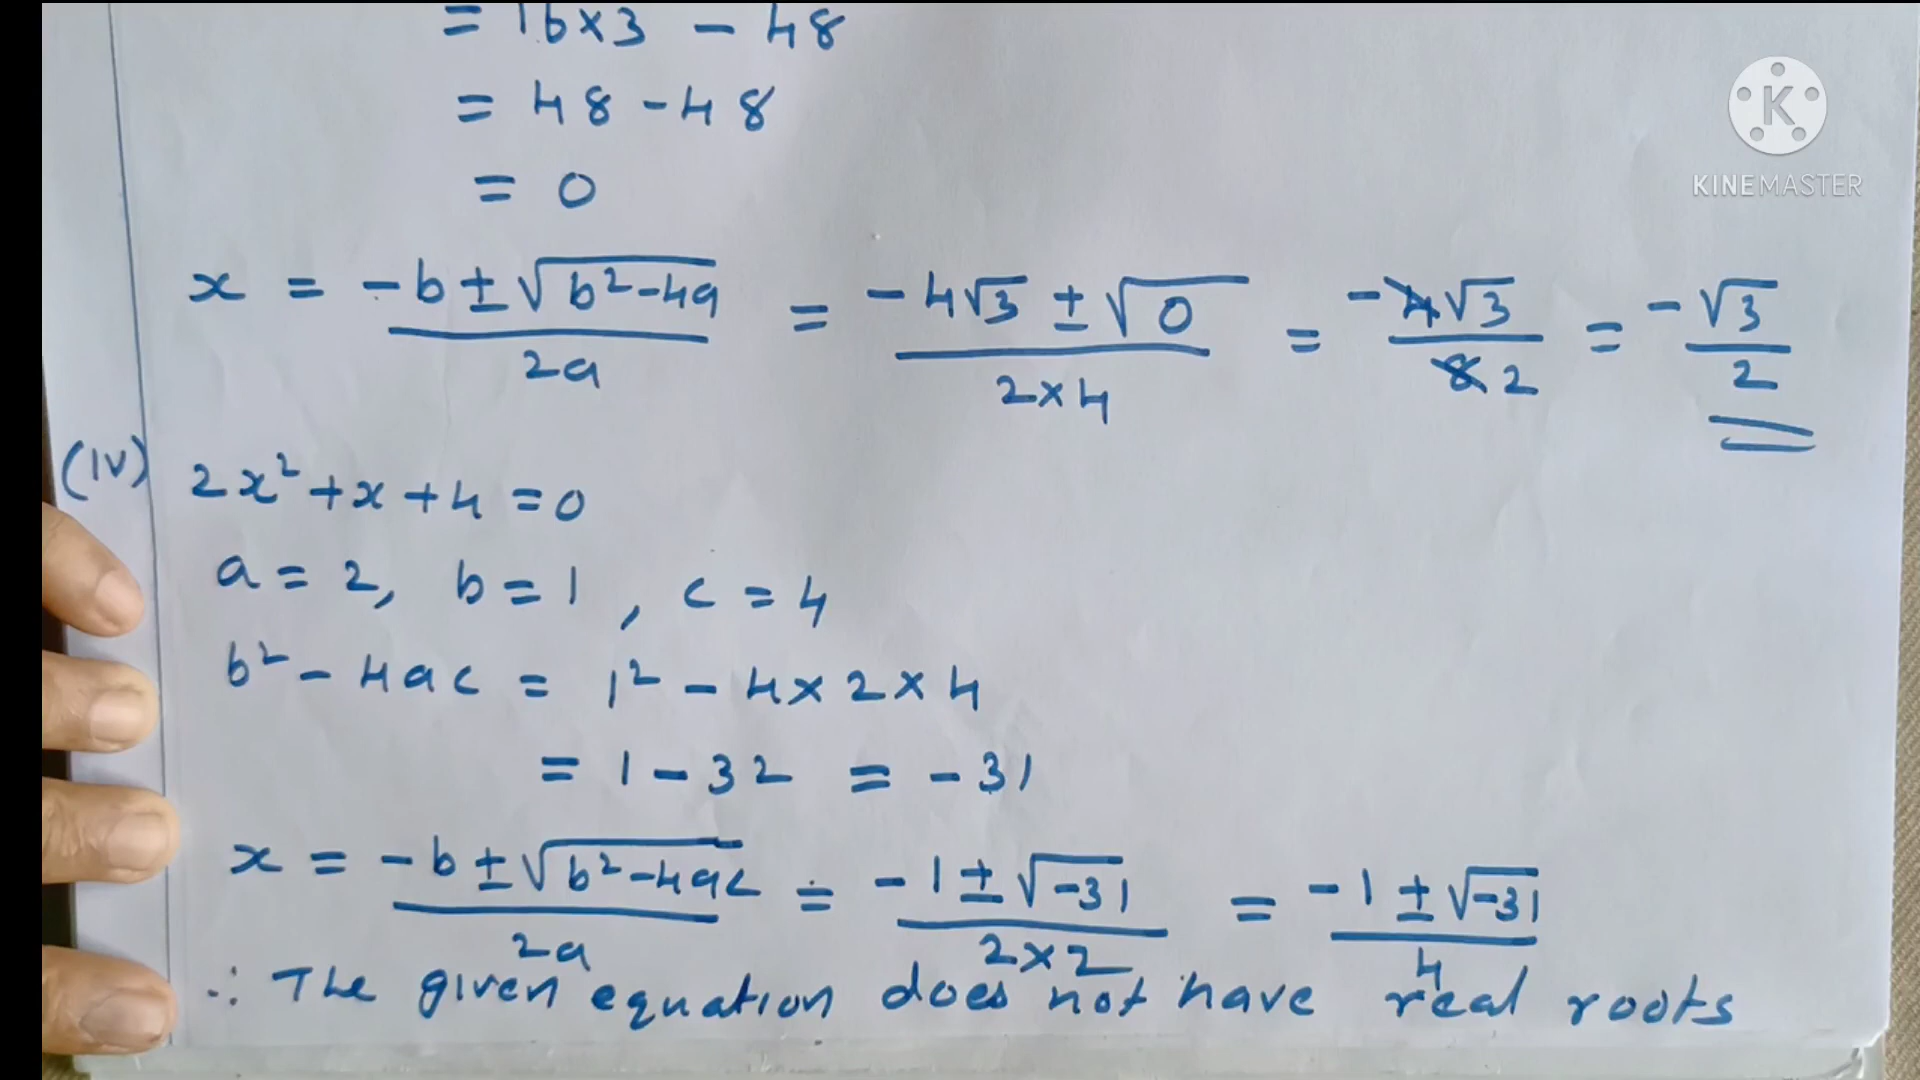 = 16×3 - 48
= 48 - 48
= 0
K
KINEMASTER
x = -b ± √b²-4a / 2a = -4√3 ± √0 / 2×4 = -4√3 / 8 2 = -√3 / 2
(iv) 2x² + x + 4 = 0
a = 2, b = 1, c = 4
b² - 4ac = 1² - 4 × 2 × 4
= 1 - 32 = -31
x = -b ± √b²-4ac / 2a = -1 ± √-31 / 2×2 = -1 ± √-31 / 4
∴ The given equation does not have real roots